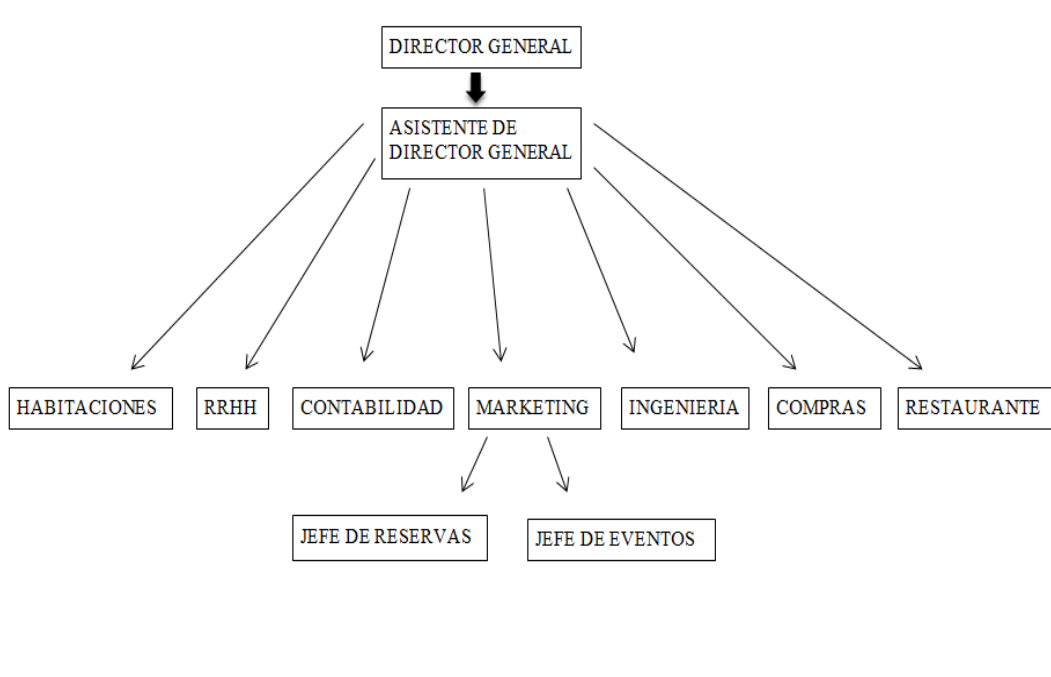 DIRECTOR GENERAL
ASISTENTE DE
DIRECTOR GENERAL
HABITACIONES
RRHH
CONTABILIDAD
MARKETING
INGENIERIA
COMPRAS
RESTAURANTE
JEFE DE RESERVAS
JEFE DE EVENTOS